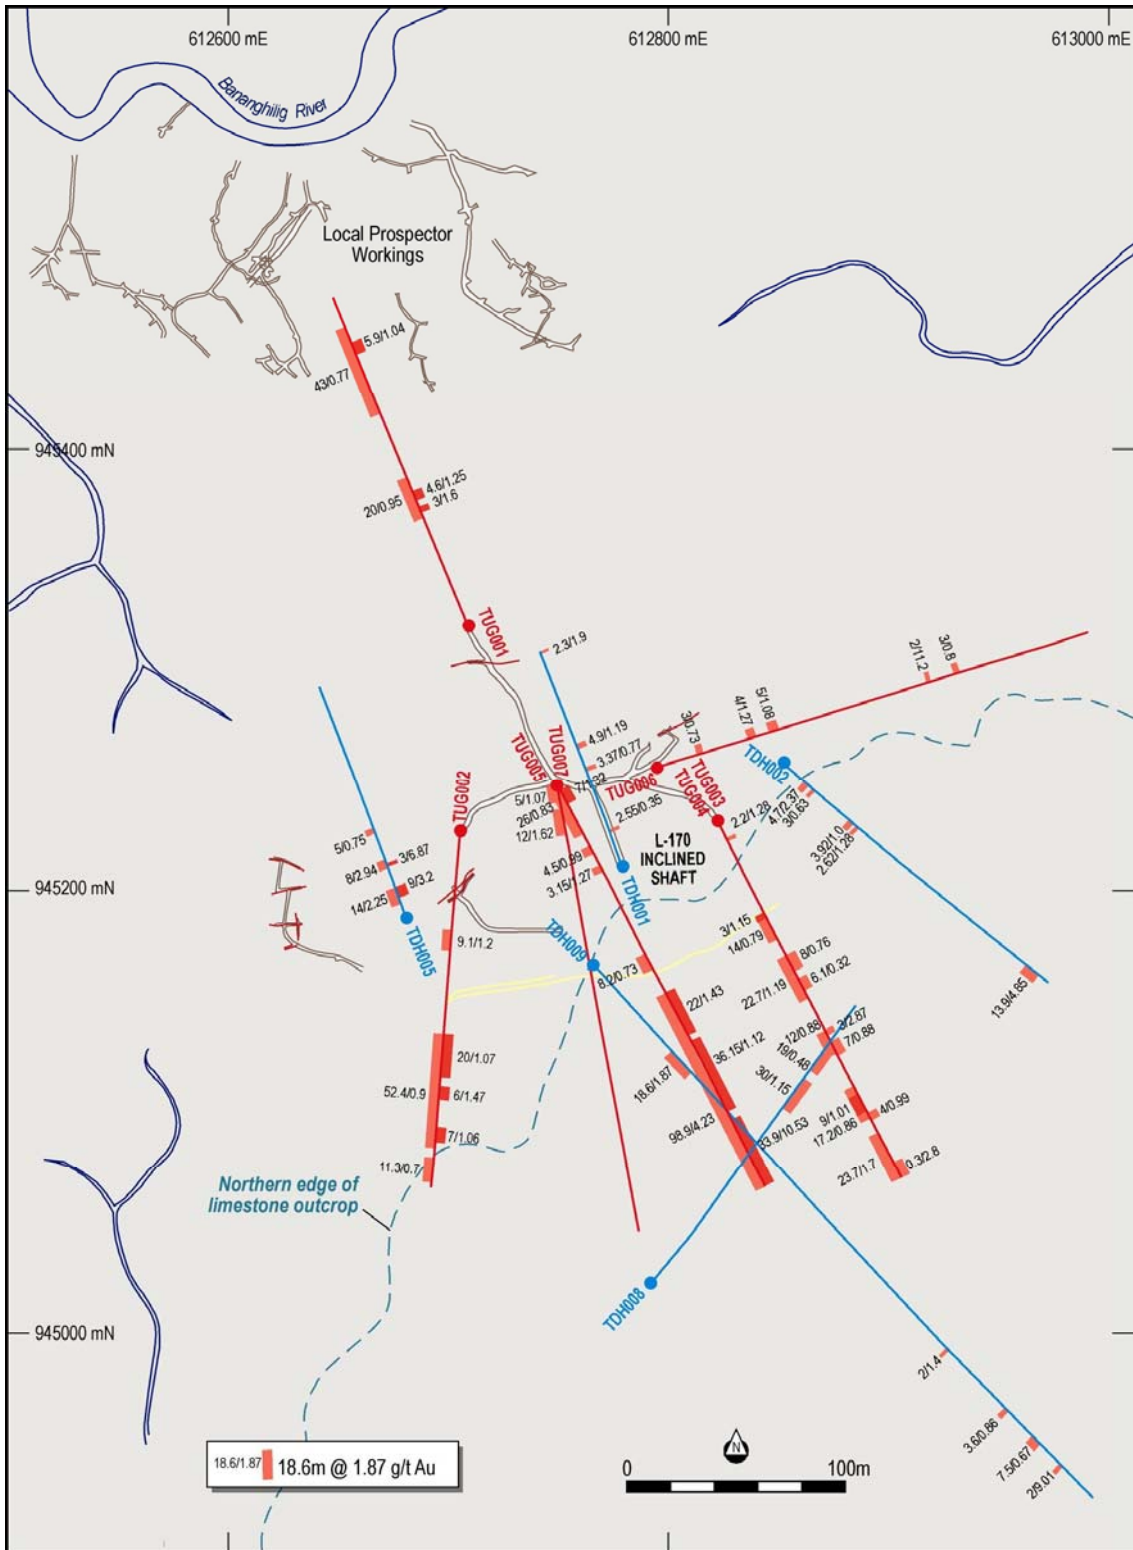 612600 mE
612800 mE
613000 mE
Bananghilig River
Local Prospector
Workings
5.9/1.04
43/0.77
945400 mN
4.6/1.25
3/1.6
20/0.95
TUG001
2.3/1.9
3/0.8
2/11.2
5/1.08
4/1.27
3/0.73
4.9/1.19
3.37/0.77
TUG002
TUG005
TUG007
7/1.32
TUG006
TUG003
TUG004
TDH002
5/1.07
26/0.83
12/1.62
2.55/0.35
2.2/1.28
4.7/2.37
3/0.63
3.92/1.0
2.62/1.28
L-170
INCLINED
SHAFT
5/0.75
3/6.87
8/2.94
9/3.2
14/2.25
4.5/0.99
3.15/1.27
945200 mN
TDH001
TDH005
TDH009
9.1/1.2
3/1.15
14/0.79
8/0.76
6.1/0.32
22.7/1.19
8.2/0.73
13.9/4.85
22/1.43
36.15/1.12
3/2.87
7/0.88
1.12/0.88
19/0.48
20/1.07
52.4/0.9
6/1.47
7/1.06
18.6/1.87
30/1.15
98.9/4.23
33.9/10.53
9/1.01
17.2/0.86
4/0.99
11.3/0.7
23.7/1.7
0.3/2.8
Northern edge of
limestone outcrop
TDH008
945000 mN
2/1.4
3.6/0.86
7.5/0.67
2/9.01
18.6/1.87
18.6m @ 1.87 g/t Au
N
0
100m